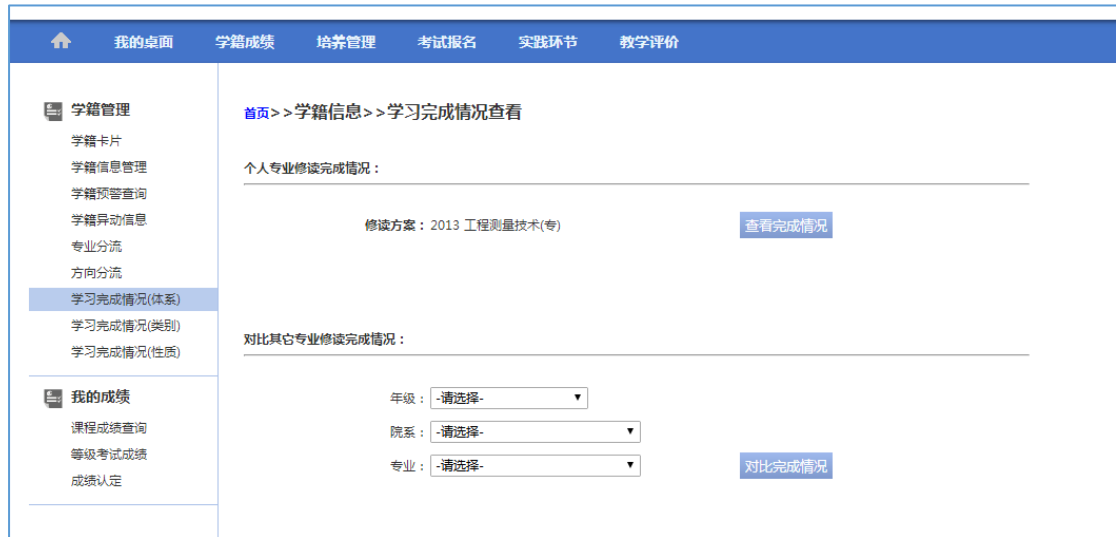 我的桌面 学籍成绩 培养管理 考试报名 实践环节 教学评价
学籍管理
学籍卡片
学籍信息管理
学籍预警查询
学籍异动信息
专业分流
方向分流
学习完成情况(体系)
学习完成情况(类别)
学习完成情况(性质)
我的成绩
课程成绩查询
等级考试成绩
成绩认定
首页>>学籍信息>>学习完成情况查看
个人专业修读完成情况：
修读方案：2013 工程测量技术(专) 查看完成情况
对比其它专业修读完成情况：
年级：-请选择-
院系：-请选择-
专业：-请选择- 对比完成情况